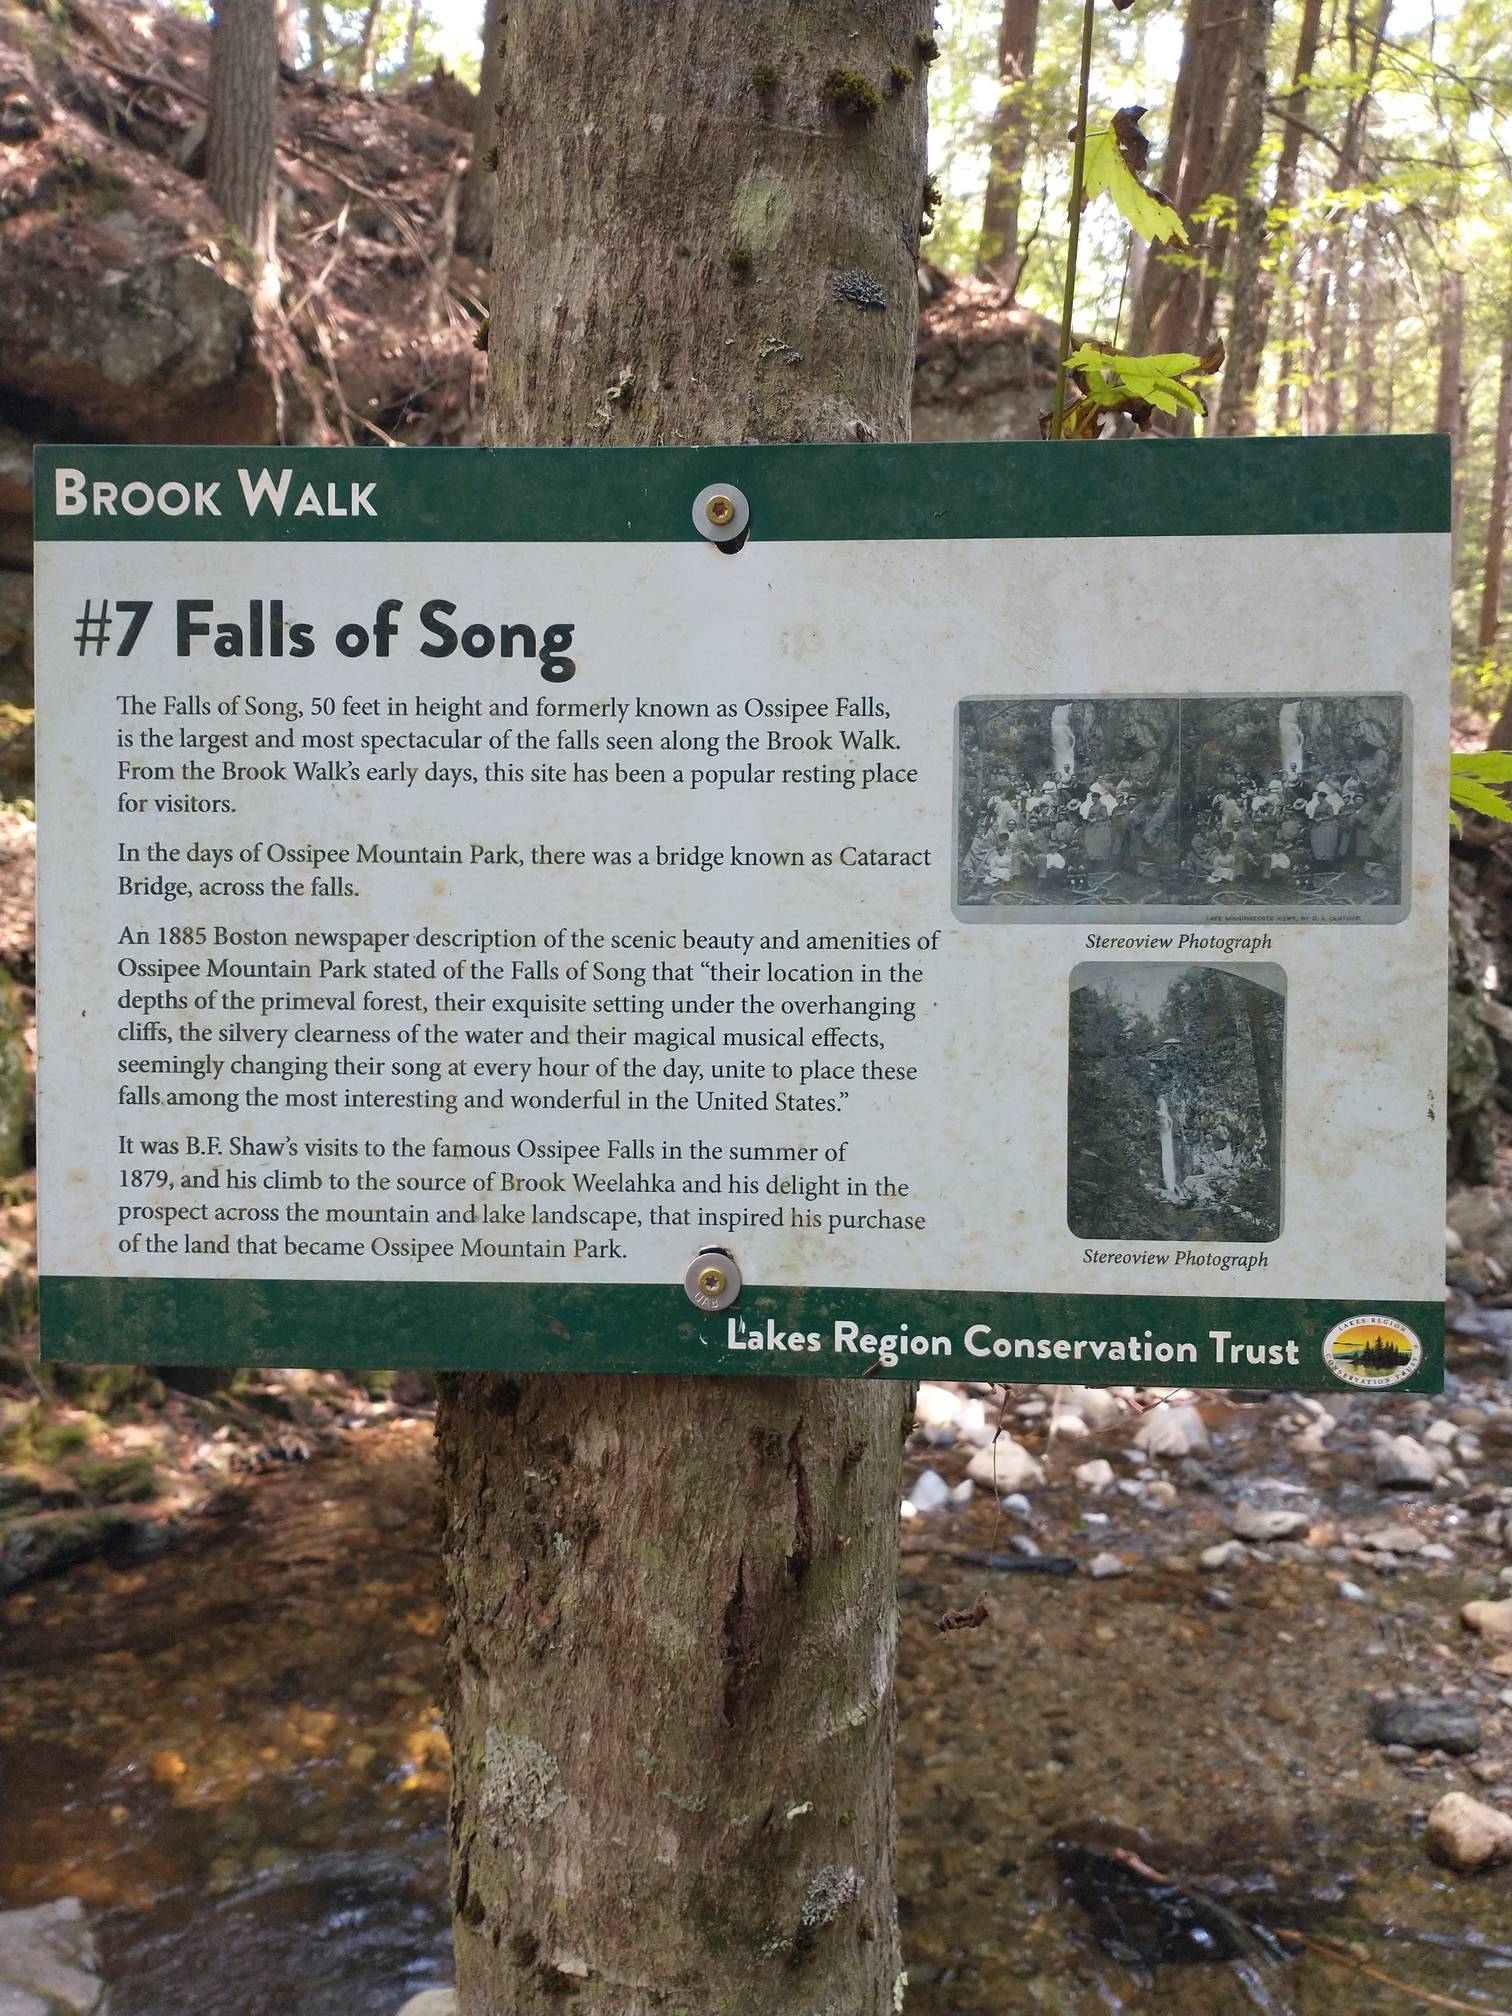 BROOK WALK
#7 Falls of Song
The Falls of Song, 50 feet in height and formerly known as Ossipee Falls,
is the largest and most spectacular of the falls seen along the Brook Walk.
From the Brook Walk's early days, this site has been a popular resting place
for visitors.
In the days of Ossipee Mountain Park, there was a bridge known as Cataract
Bridge, across the falls.
An 1885 Boston newspaper description of the scenic beauty and amenities of
Ossipee Mountain Park stated of the Falls of Song that “their location in the
depths of the primeval forest, their exquisite setting under the overhanging
cliffs, the silvery clearness of the water and their magical musical effects,
seemingly changing their song at every hour of the day, unite to place these
falls among the most interesting and wonderful in the United States.”
It was B.F. Shaw's visits to the famous Ossipee Falls in the summer of
1879, and his climb to the source of Brook Weelahka and his delight in the
prospect across the mountain and lake landscape, that inspired his purchase
of the land that became Ossipee Mountain Park.
LAKE WINNIPISEOGEE VIEWS, BY D. A. CLIFFORD.
Stereoview Photograph
Stereoview Photograph
Lakes Region Conservation Trust
LAKES REGION
CONSERVATION TRUST